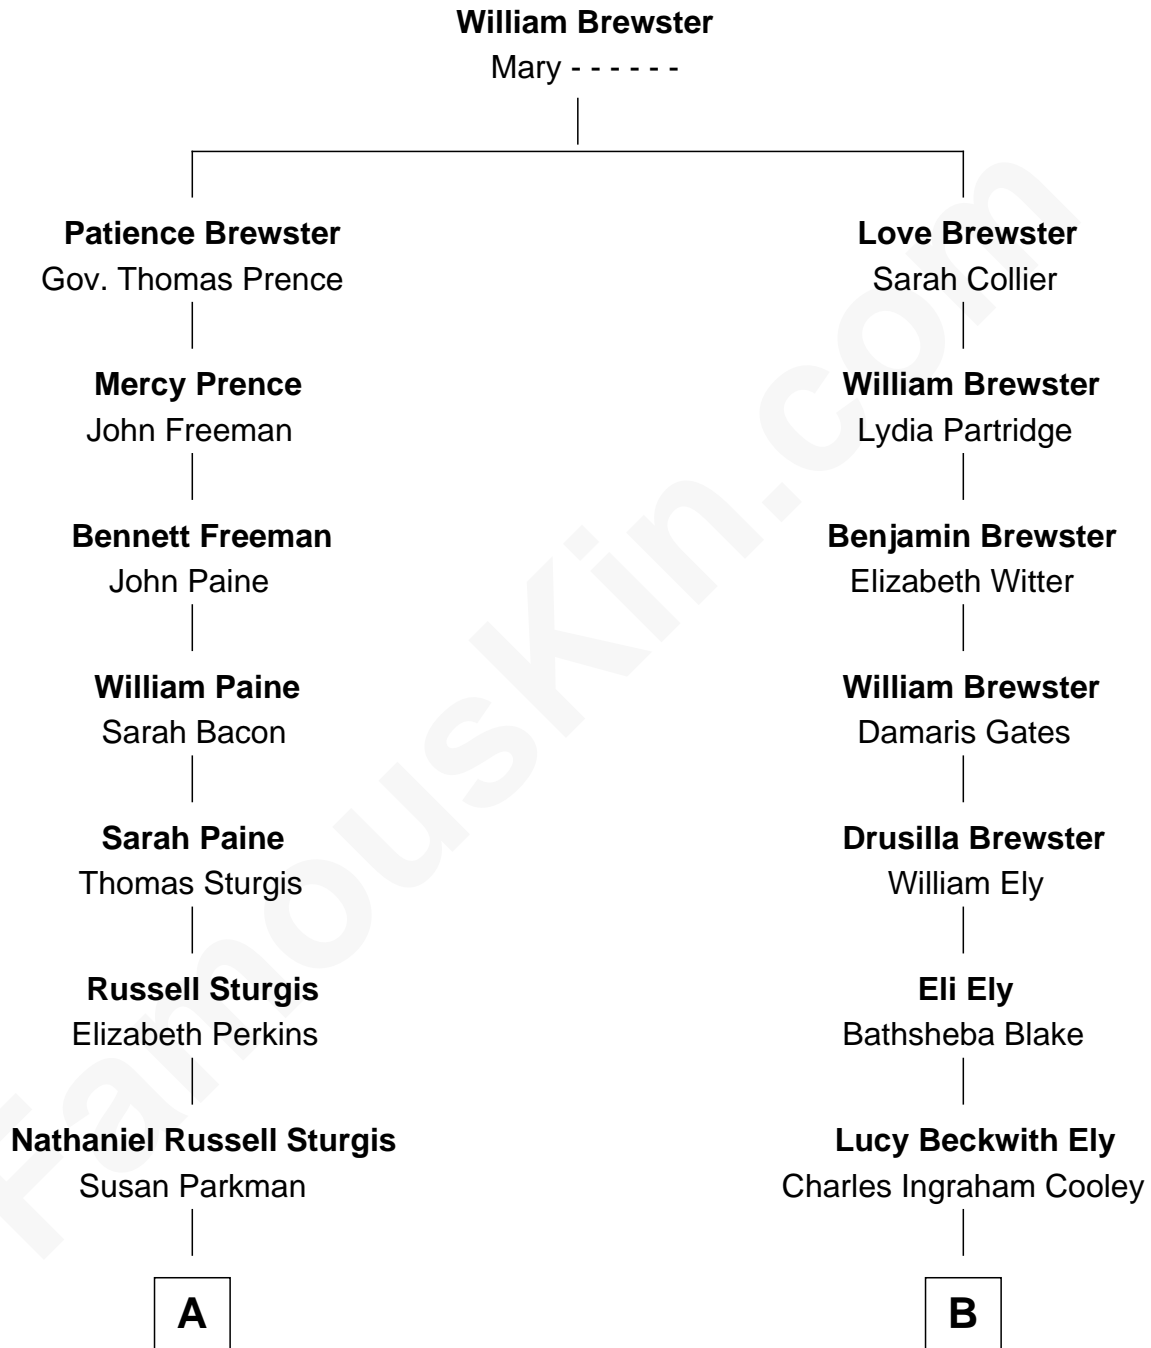 William Brewster
Mary - - - - - -
Patience Brewster
Gov. Thomas Prence
Love Brewster
Sarah Collier
Mercy Prence
John Freeman
William Brewster
Lydia Partridge
Bennett Freeman
John Paine
Benjamin Brewster
Elizabeth Witter
William Paine
Sarah Bacon
William Brewster
Damaris Gates
Sarah Paine
Thomas Sturgis
Drusilla Brewster
William Ely
Russell Sturgis
Elizabeth Perkins
Eli Ely
Bathsheba Blake
Nathaniel Russell Sturgis
Susan Parkman
Lucy Beckwith Ely
Charles Ingraham Cooley
A
B
FamousKin.com